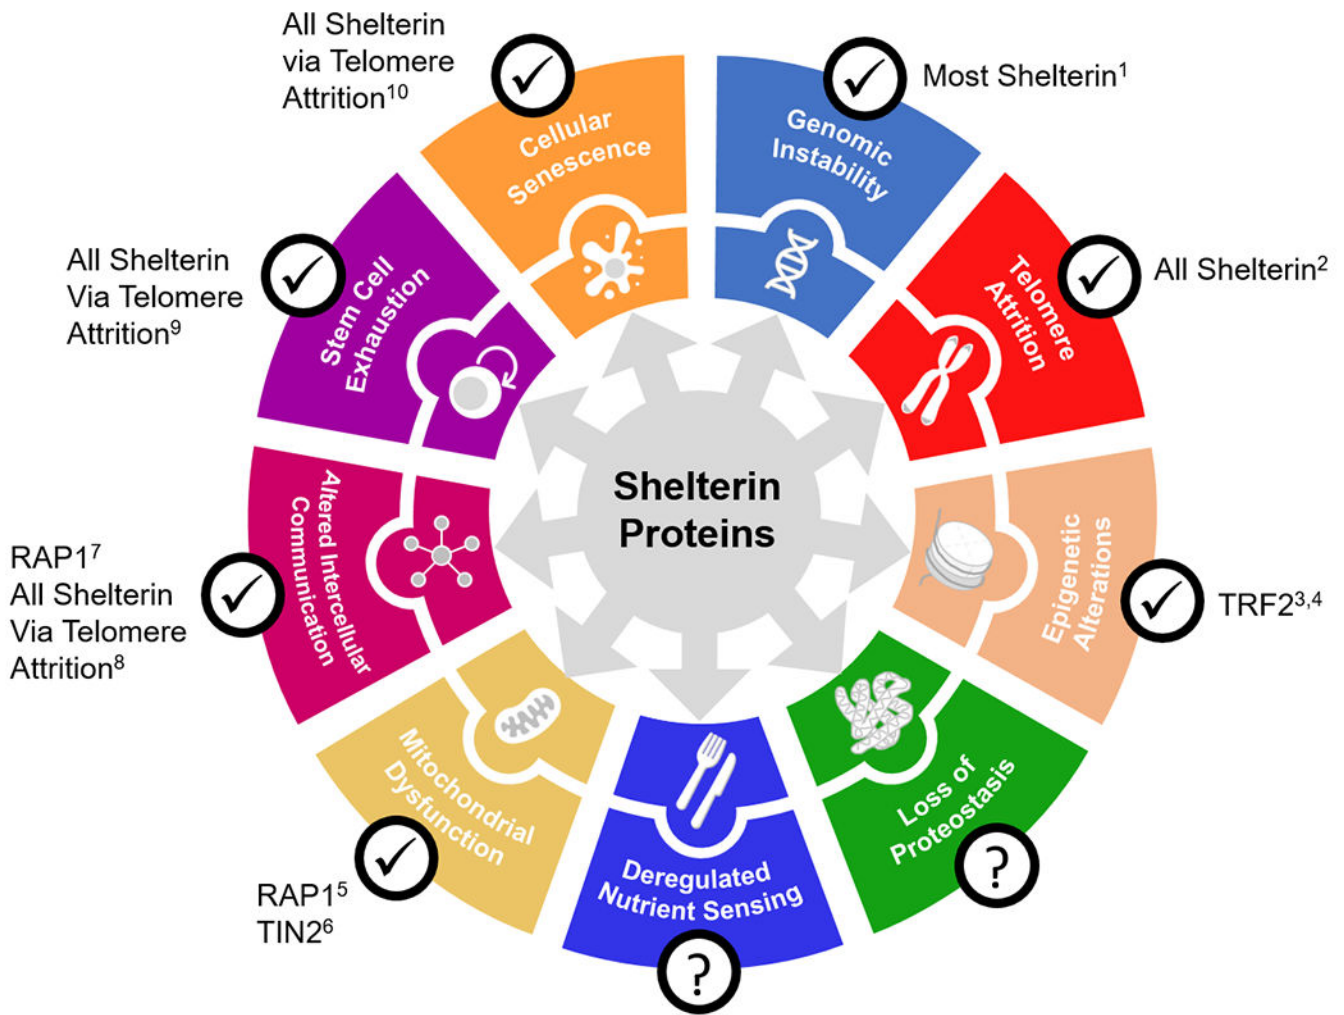 All Shelterin
via Telomere
Attrition¹⁰
Most Shelterin¹
Cellular
Senescence
Genomic
Instability
All Shelterin
Via Telomere
Attrition⁹
Stem Cell
Exhaustion
Telomere
Attrition
All Shelterin²
Shelterin
Proteins
RAP1⁷
All Shelterin
Via Telomere
Attrition⁸
Altered Intercellular
Communication
Epigenetic
Alterations
TRF2³,⁴
Mitochondrial
Dysfunction
RAP1⁵
TIN2⁶
Deregulated
Nutrient Sensing
?
Loss of
Proteostasis
?